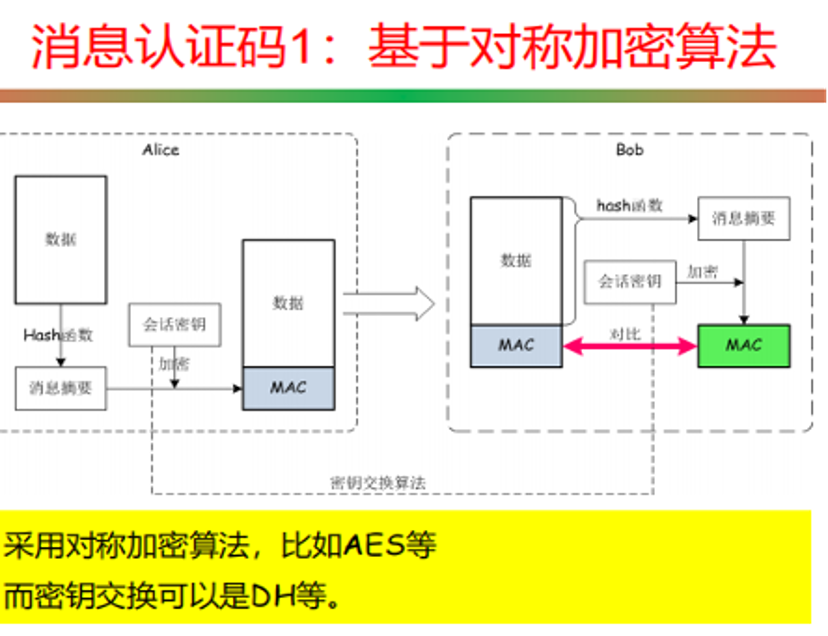 消息认证码1：基于对称加密算法
Alice
数据
Hash函数
消息摘要
会话密钥
加密
数据
MAC
Bob
数据
MAC
hash函数
消息摘要
会话密钥
加密
对比
MAC
密钥交换算法
采用对称加密算法，比如AES等
而密钥交换可以是DH等。